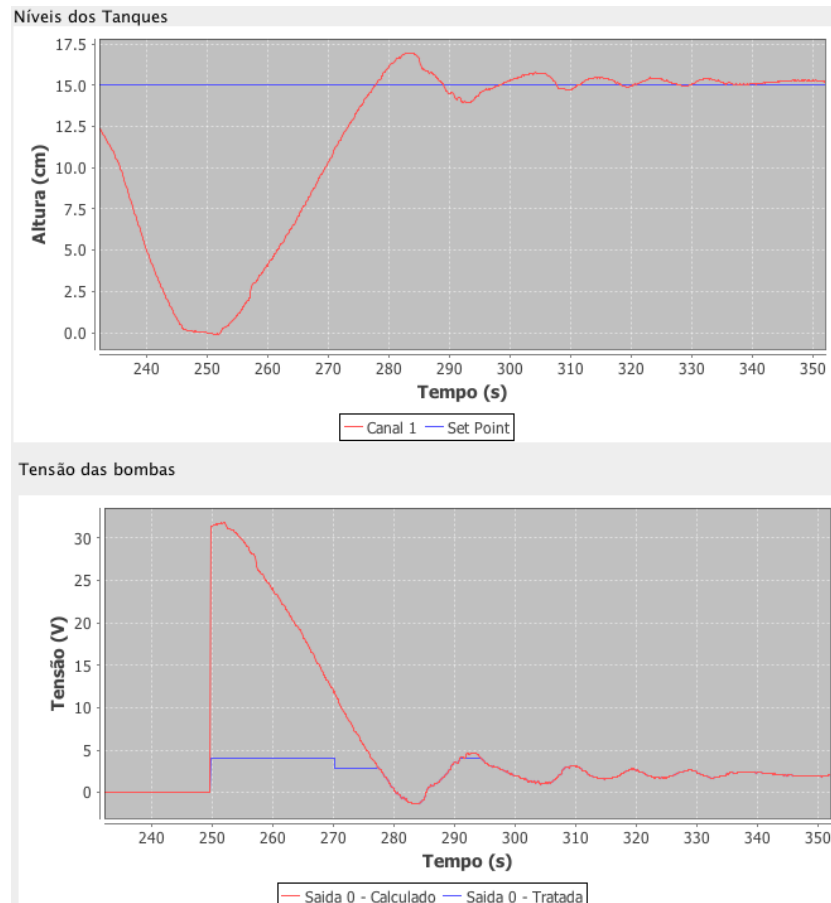 Níveis dos Tanques
17.5
15.0
12.5
10.0
7.5
5.0
2.5
0.0
Altura (cm)
240 250 260 270 280 290 300 310 320 330 340 350
Tempo (s)
Canal 1 Set Point
Tensão das bombas
30
25
20
15
10
5
0
Tensão (V)
240 250 260 270 280 290 300 310 320 330 340 350
Tempo (s)
Saida 0 - Calculado Saida 0 - Tratada